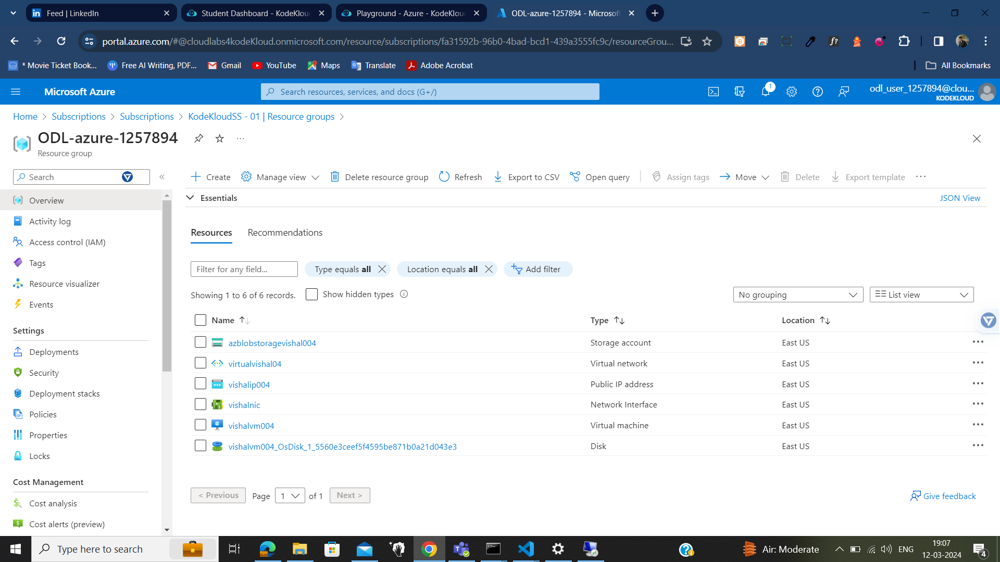 Feed | LinkedIn
Student Dashboard - KodeKlou
Playground - Azure - KodeKlou
ODL-azure-1257894 - Microsoft
portal.azure.com/#@cloudlabs4kodeKloud.onmicrosoft.com/resource/subscriptions/fa31592b-96b0-4bad-bcd1-439a3555fc9c/resourceGrou...
* Movie Ticket Book...
Free AI Writing, PDF...
Gmail
YouTube
Maps
Translate
Adobe Acrobat
All Bookmarks
Microsoft Azure
Search resources, services, and docs (G+/)
1
odl_user_1257894@clou...
KODEKLOUD
Home > Subscriptions > Subscriptions > KodeKloudSS - 01 | Resource groups >
ODL-azure-1257894
Resource group
Search
Create
Manage view
Delete resource group
Refresh
Export to CSV
Open query
Assign tags
Move
Delete
Export template
Overview
Activity log
Access control (IAM)
Tags
Resource visualizer
Events
Settings
Deployments
Security
Deployment stacks
Policies
Properties
Locks
Cost Management
Cost analysis
Cost alerts (preview)
Essentials
JSON View
Resources
Recommendations
Filter for any field...
Type equals all
Location equals all
Add filter
Showing 1 to 6 of 6 records.
Show hidden types
No grouping
List view
Name Type Location
azblobstoragevishal004 Storage account East US
virtualvishal04 Virtual network East US
vishalip004 Public IP address East US
vishalnic Network Interface East US
vishalvm004 Virtual machine East US
vishalvm004_OsDisk_1_5560e3ceef5f4595be871b0a21d043e3 Disk East US
< Previous Page 1 of 1 Next >
Give feedback
Type here to search
Air: Moderate
ENG
19:07
12-03-2024
4